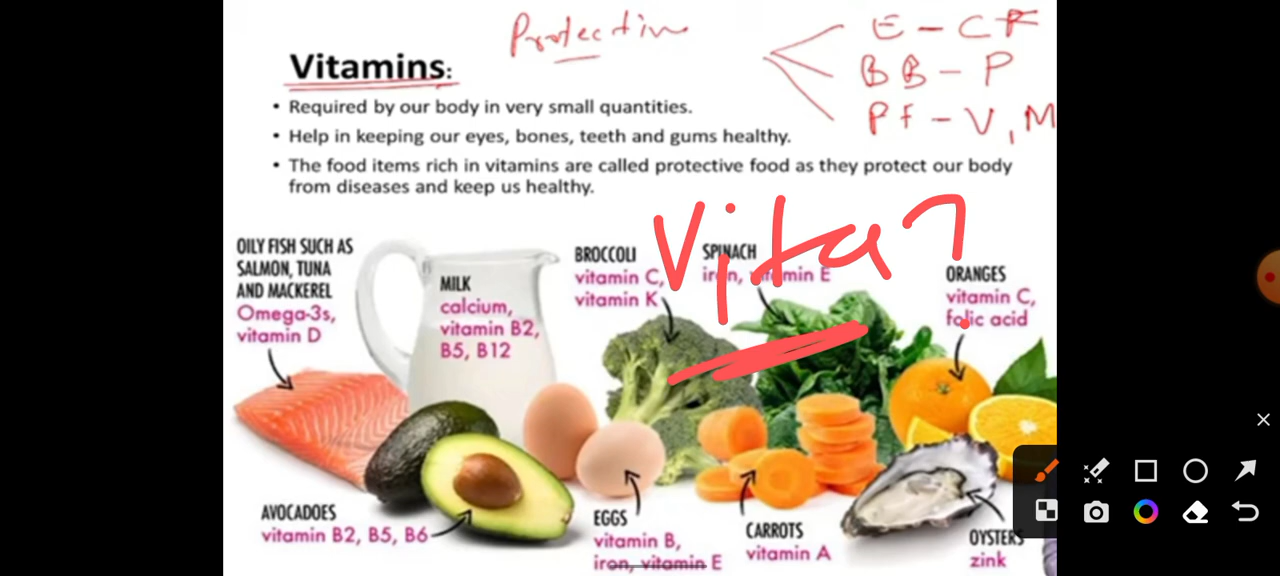 Protective
E - CF
BB - P
Pf - V, M
Vitamins:
• Required by our body in very small quantities.
• Help in keeping our eyes, bones, teeth and gums healthy.
• The food items rich in vitamins are called protective food as they protect our body
from diseases and keep us healthy.
Vita?
OILY FISH SUCH AS
SALMON, TUNA
AND MACKEREL
Omega-3s,
vitamin D
MILK
calcium,
vitamin B2,
B5, B12
BROCCOLI
vitamin C,
vitamin K
SPINACH
iron, vitamin E
ORANGES
vitamin C,
folic acid
AVOCADOES
vitamin B2, B5, B6
EGGS
vitamin B,
iron, vitamin E
CARROTS
vitamin A
OYSTERS
zink